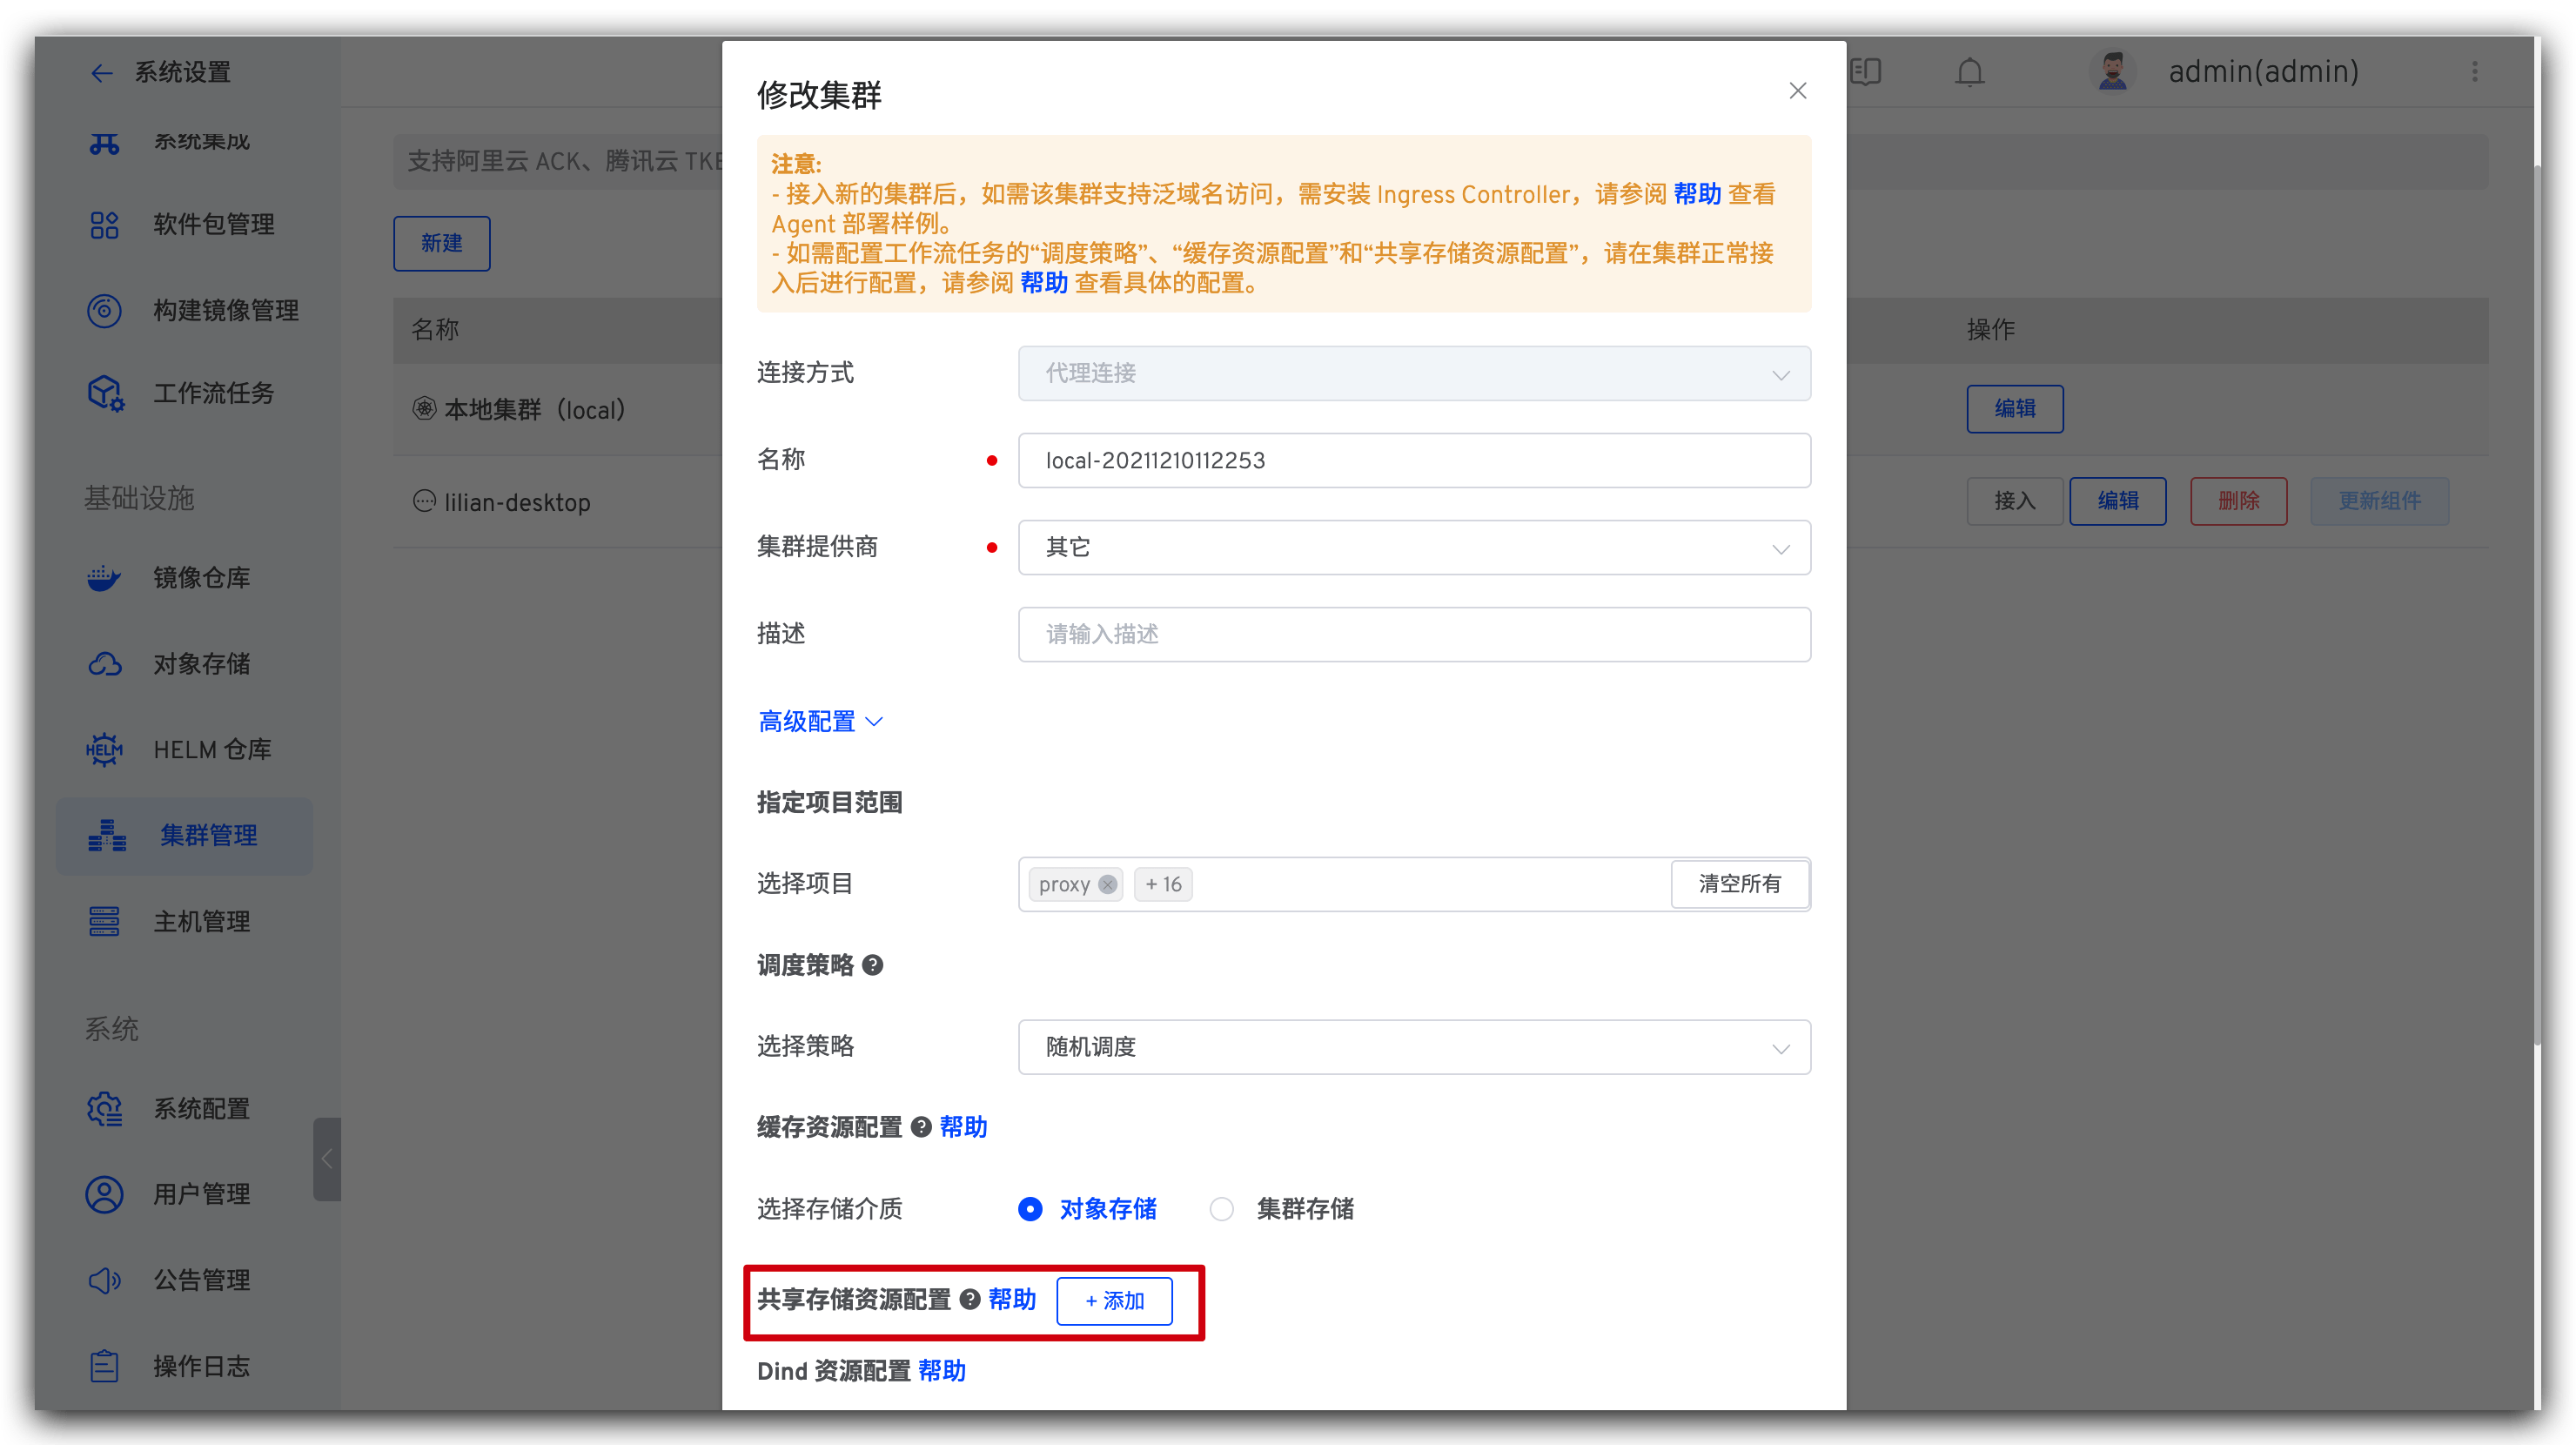 系统设置
系统集成
软件包管理
构建镜像管理
工作流任务
基础设施
镜像仓库
对象存储
HELM
HELM 仓库
集群管理
主机管理
系统
系统配置
用户管理
公告管理
操作日志
admin(admin)
支持阿里云 ACK、腾讯云 TKE
新建
名称
操作
本地集群（local）
编辑
lilian-desktop
接入
编辑
删除
更新组件
修改集群
注意:
- 接入新的集群后，如需该集群支持泛域名访问，需安装 Ingress Controller，请参阅 帮助 查看
Agent 部署样例。
- 如需配置工作流任务的“调度策略”、“缓存资源配置”和“共享存储资源配置”，请在集群正常接
入后进行配置，请参阅 帮助 查看具体的配置。
连接方式
代理连接
名称
local-20211210112253
集群提供商
其它
描述
请输入描述
高级配置
指定项目范围
选择项目
proxy
+ 16
清空所有
调度策略
选择策略
随机调度
缓存资源配置 帮助
选择存储介质
对象存储
集群存储
共享存储资源配置 帮助
+ 添加
Dind 资源配置 帮助